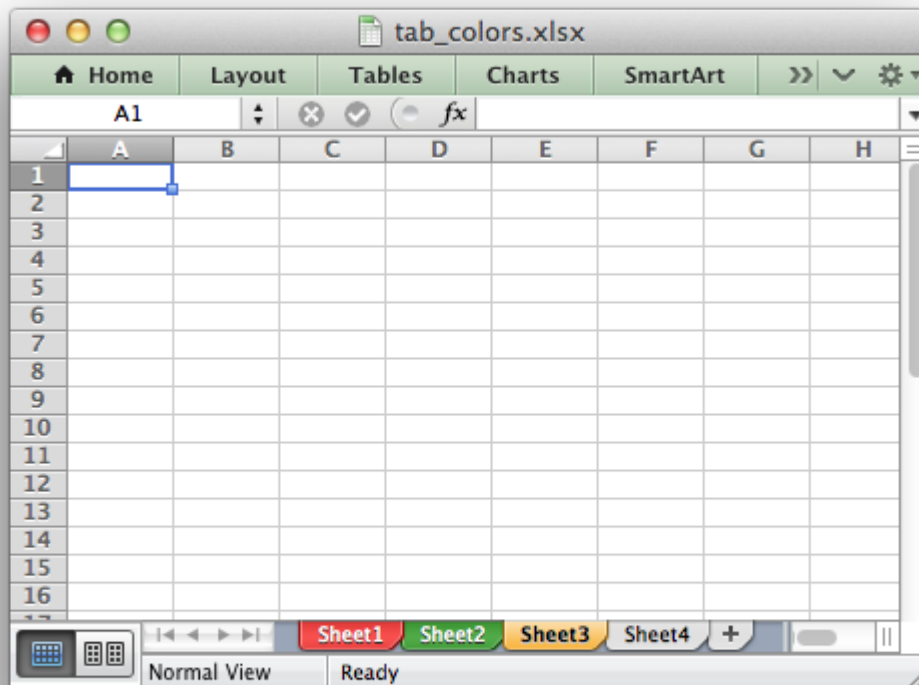 tab_colors.xlsx
Home Layout Tables Charts SmartArt
A1 fx
A B C D E F G H
1
2
3
4
5
6
7
8
9
10
11
12
13
14
15
16
Sheet1 Sheet2 Sheet3 Sheet4 +
Normal View Ready